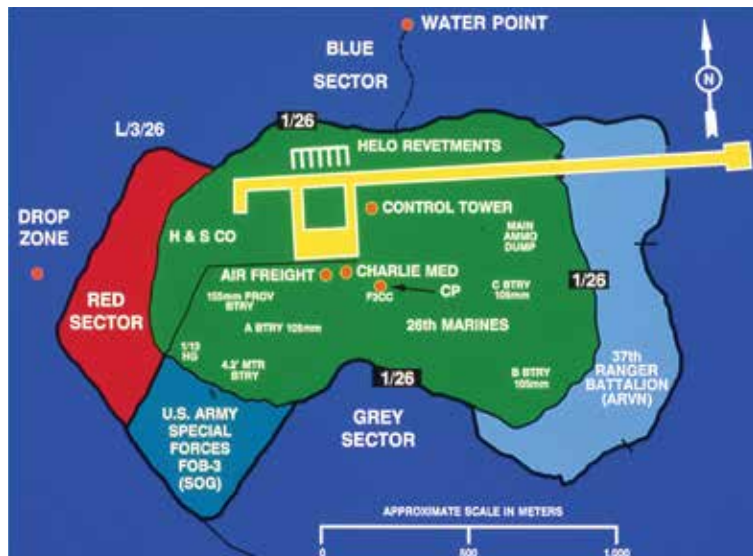 WATER POINT
BLUE
SECTOR
N
L/3/26
1/26
HELO REVETMENTS
DROP
ZONE
H & S CO
CONTROL TOWER
MAIN
AMMO
DUMP
RED
SECTOR
AIR FREIGHT
CHARLIE MED
CP
155mm PROV
BTRY
C BTRY
105mm
1/26
A BTRY 105mm
26th MARINES
1/13
4.2" MTR
BTRY
1/26
B BTRY
105mm
37th
RANGER
BATTALION
(ARVN)
U.S. ARMY
SPECIAL
FORCES
FOB-3
(SOG)
GREY
SECTOR
APPROXIMATE SCALE IN METERS
0
500
1,000